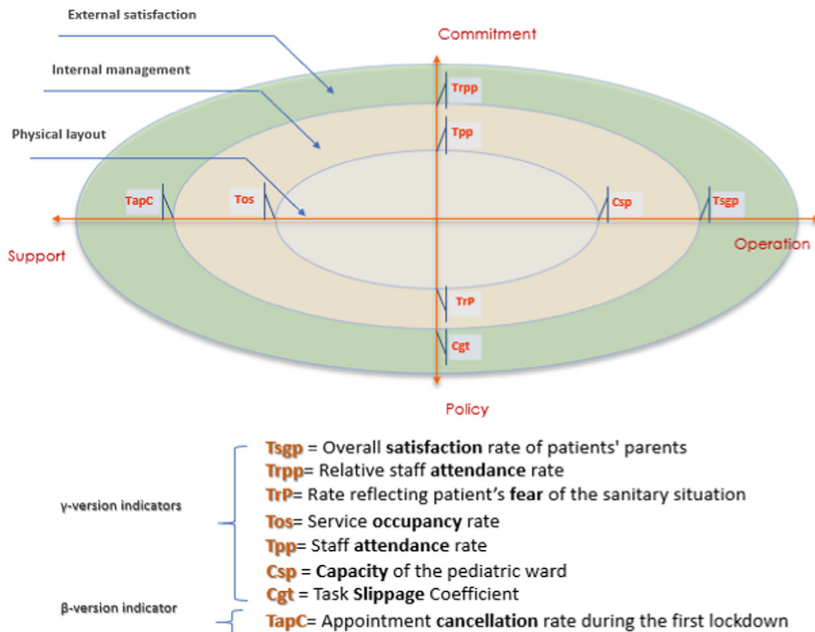 External satisfaction
Commitment
Internal management
Trpp
Physical layout
Tpp
TapC
Tos
Csp
Tsgp
Support
Operation
TrP
Cgt
Policy
Tsgp = Overall satisfaction rate of patients' parents
Trpp= Relative staff attendance rate
TrP= Rate reflecting patient's fear of the sanitary situation
γ-version indicators
Tos= Service occupancy rate
Tpp= Staff attendance rate
Csp = Capacity of the pediatric ward
Cgt = Task Slippage Coefficient
β-version indicator
TapC= Appointment cancellation rate during the first lockdown